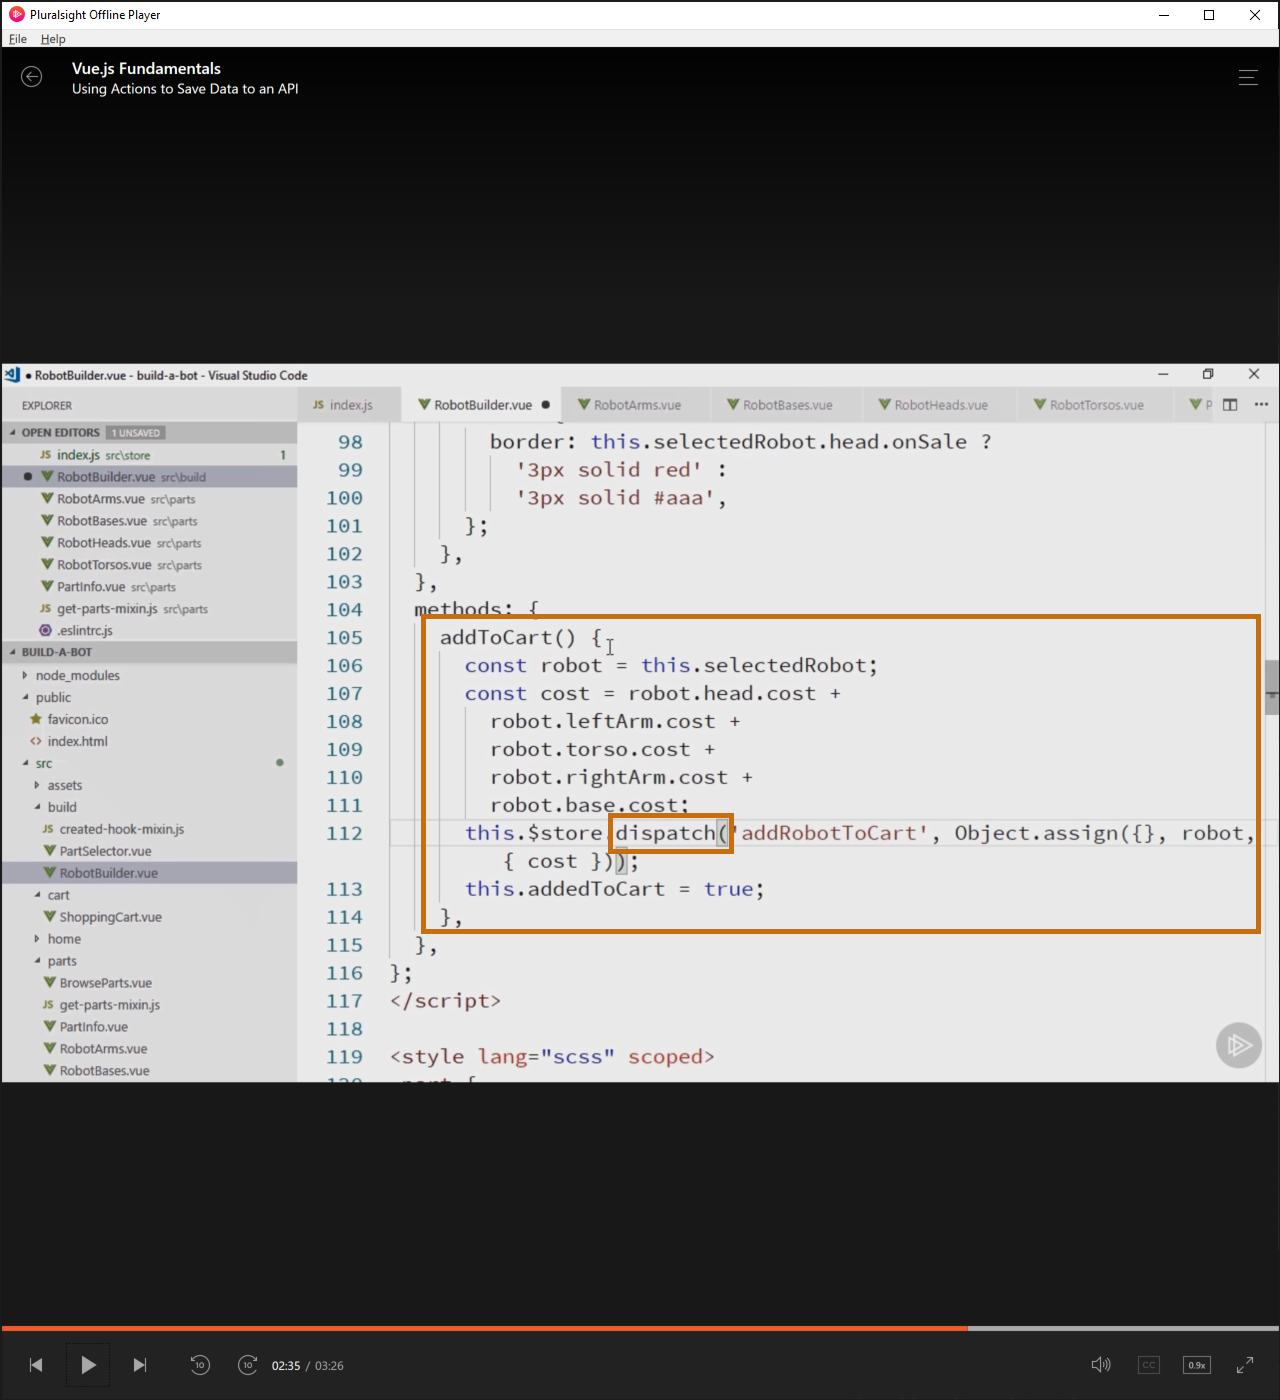 Pluralsight Offline Player
File Help
Vue.js Fundamentals
Using Actions to Save Data to an API
● RobotBuilder.vue - build-a-bot - Visual Studio Code
EXPLORER
JS index.js
RobotBuilder.vue ●
RobotArms.vue
RobotBases.vue
RobotHeads.vue
RobotTorsos.vue
P
OPEN EDITORS 1 UNSAVED
JS index.js src\store 1
● RobotBuilder.vue src\build
RobotArms.vue src\parts
RobotBases.vue src\parts
RobotHeads.vue src\parts
RobotTorsos.vue src\parts
PartInfo.vue src\parts
JS get-parts-mixin.js src\parts
.eslintrc.js
BUILD-A-BOT
node_modules
public
favicon.ico
<> index.html
src
assets
build
JS created-hook-mixin.js
PartSelector.vue
RobotBuilder.vue
cart
ShoppingCart.vue
home
parts
BrowseParts.vue
JS get-parts-mixin.js
PartInfo.vue
RobotArms.vue
RobotBases.vue
98 border: this.selectedRobot.head.onSale ?
99 '3px solid red' :
100 '3px solid #aaa',
101 };
102 },
103 },
104 methods: {
105 addToCart() {
106 const robot = this.selectedRobot;
107 const cost = robot.head.cost +
108 robot.leftArm.cost +
109 robot.torso.cost +
110 robot.rightArm.cost +
111 robot.base.cost;
112 this.$store.dispatch('addRobotToCart', Object.assign({}, robot,
{ cost }));
113 this.addedToCart = true;
114 },
115 },
116 };
117 </script>
118
119 <style lang="scss" scoped>
120 .part {
10
10
02:35 / 03:26
CC
0.9x